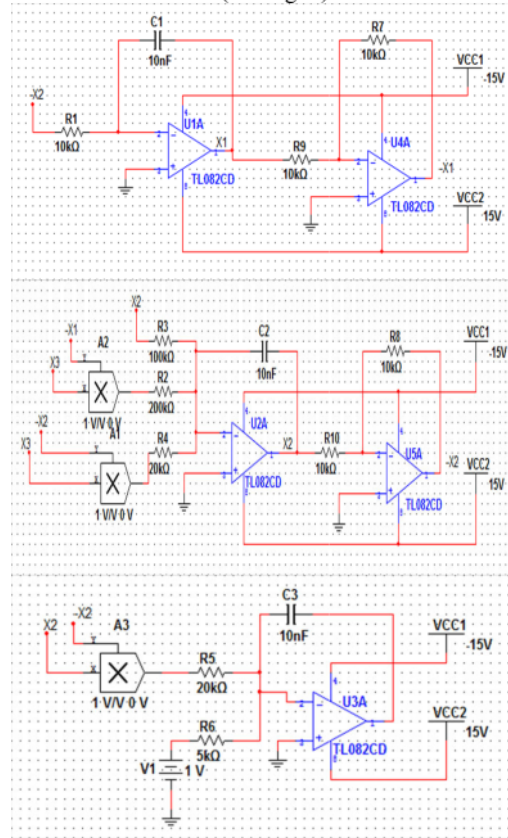 C1
10nF
R7
10kΩ
VCC1
-15V
-X2
R1
10kΩ
U1A
X1
R9
10kΩ
U4A
-X1
TL082CD
TL082CD
VCC2
15V
X2
R3
100kΩ
C2
10nF
R8
10kΩ
VCC1
-15V
-X1
A2
X3
R2
200kΩ
1 V/V 0 V
A1
-X2
X3
R4
20kΩ
U2A
X2
R10
10kΩ
U5A
-X2
1 V/V 0 V
TL082CD
TL082CD
VCC2
15V
C3
10nF
VCC1
-15V
X2
-X2
A3
Y
X
1 V/V 0 V
R5
20kΩ
R6
5kΩ
V1
1 V
U3A
TL082CD
VCC2
15V